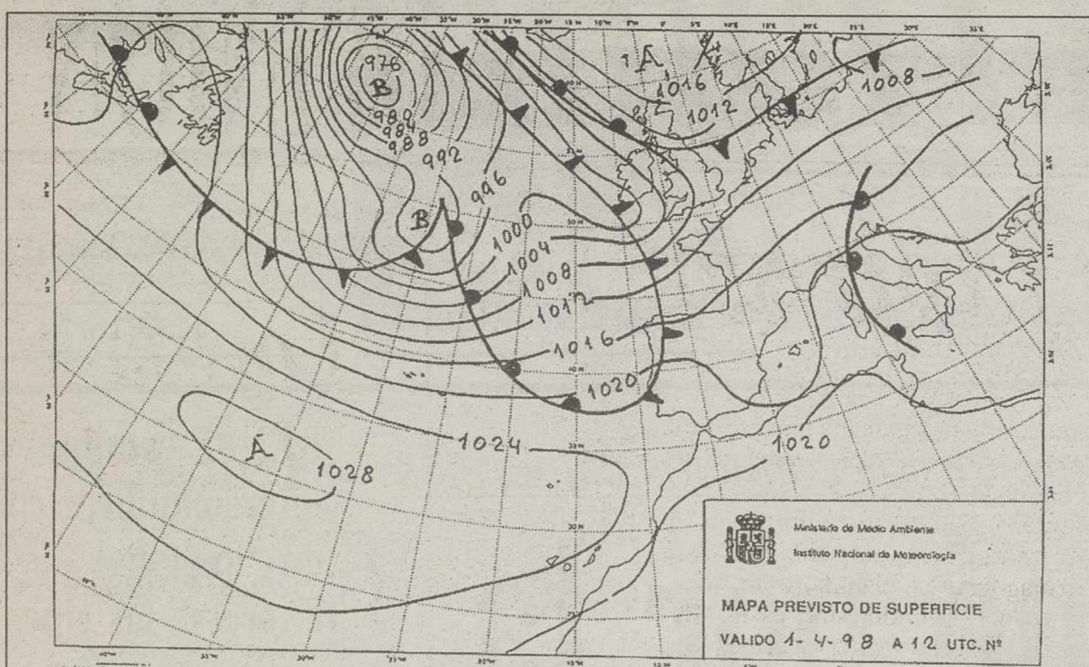 976
B
980
984
988
992
996
B
1000
1004
1008
1012
1016
1020
1024
A
1028
A
1016
1012
1008
1020
Ministerio de Medio Ambiente
Instituto Nacional de Meteorología
MAPA PREVISTO DE SUPERFICIE
VALIDO 1-4-98 A 12 UTC. Nº